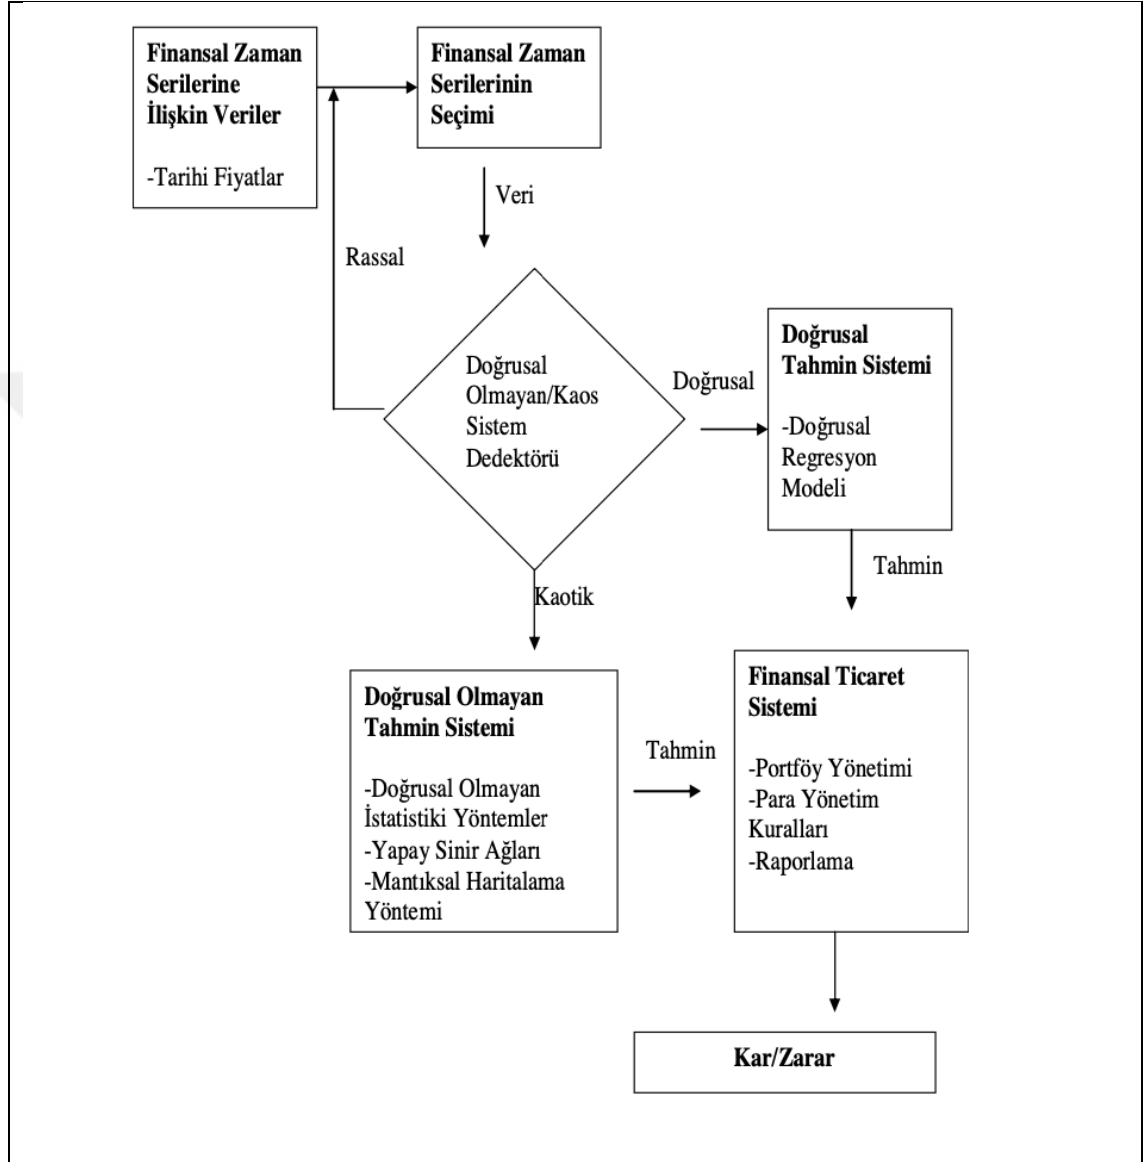 Finansal Zaman
Serilerine
İlişkin Veriler
-Tarihi Fiyatlar
Finansal Zaman
Serilerinin
Seçimi
Veri
Rassal
Doğrusal
Olmayan/Kaos
Sistem
Dedektörü
Doğrusal
Doğrusal
Tahmin Sistemi
-Doğrusal
Regresyon
Modeli
Tahmin
Kaotik
Doğrusal Olmayan
Tahmin Sistemi
-Doğrusal Olmayan
İstatistiki Yöntemler
-Yapay Sinir Ağları
-Mantıksal Haritalama
Yöntemi
Tahmin
Finansal Ticaret
Sistemi
-Portföy Yönetimi
-Para Yönetim
Kuralları
-Raporlama
Kar/Zarar